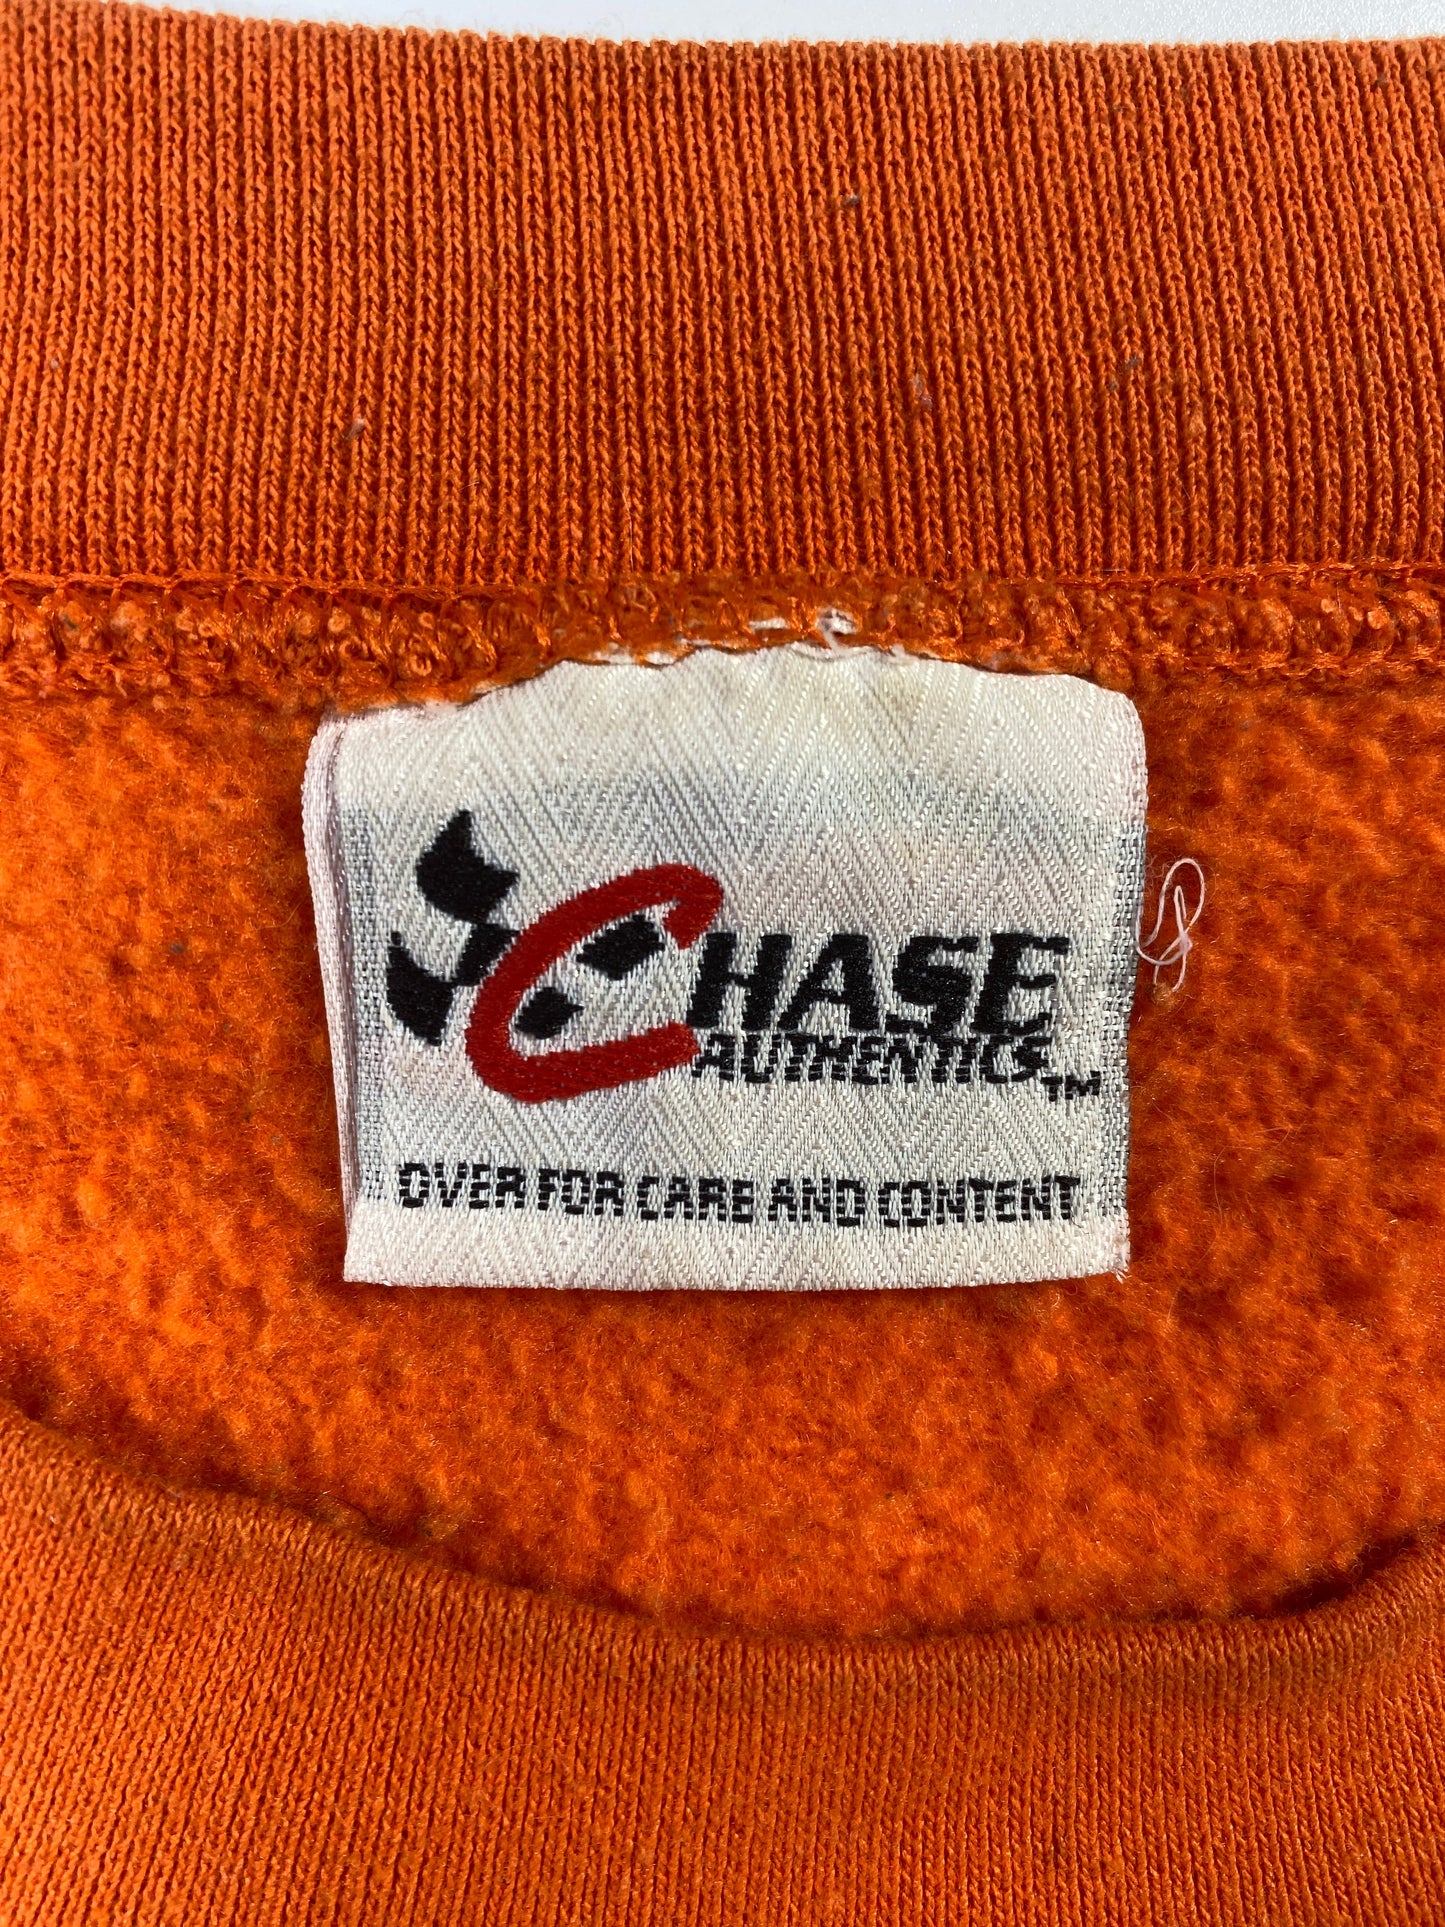 CHASE
AUTHENTICS™
OVER FOR CARE AND CONTENT